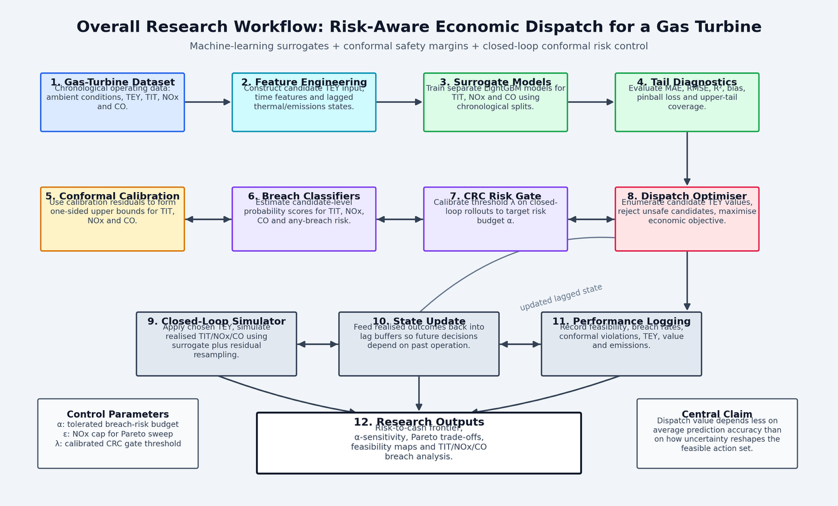 Overall Research Workflow: Risk-Aware Economic Dispatch for a Gas Turbine
Machine-learning surrogates + conformal safety margins + closed-loop conformal risk control
1. Gas-Turbine Dataset
Chronological operating data:
ambient conditions, TEY, TIT, NOx
and CO.
2. Feature Engineering
Construct candidate TEY input,
time features and lagged
thermal/emissions states.
3. Surrogate Models
Train separate LightGBM models for
TIT, NOx and CO using
chronological splits.
4. Tail Diagnostics
Evaluate MAE, RMSE, R², bias,
pinball loss and upper-tail
coverage.
5. Conformal Calibration
Use calibration residuals to form
one-sided upper bounds for TIT,
NOx and CO.
6. Breach Classifiers
Estimate candidate-level
probability scores for TIT, NOx,
CO and any-breach risk.
7. CRC Risk Gate
Calibrate threshold λ on closed-
loop rollouts to target risk
budget α.
8. Dispatch Optimiser
Enumerate candidate TEY values,
reject unsafe candidates, maximise
economic objective.
updated lagged state
9. Closed-Loop Simulator
Apply chosen TEY, simulate
realised TIT/NOx/CO using
surrogate plus residual
resampling.
10. State Update
Feed realised outcomes back into
lag buffers so future decisions
depend on past operation.
11. Performance Logging
Record feasibility, breach rates,
conformal violations, TEY, value
and emissions.
Control Parameters
α: tolerated breach-risk budget
ε: NOx cap for Pareto sweep
λ: calibrated CRC gate threshold
12. Research Outputs
Risk-to-cash frontier,
α-sensitivity, Pareto trade-offs,
feasibility maps and TIT/NOx/CO
breach analysis.
Central Claim
Dispatch value depends less on
average prediction accuracy than
on how uncertainty reshapes the
feasible action set.